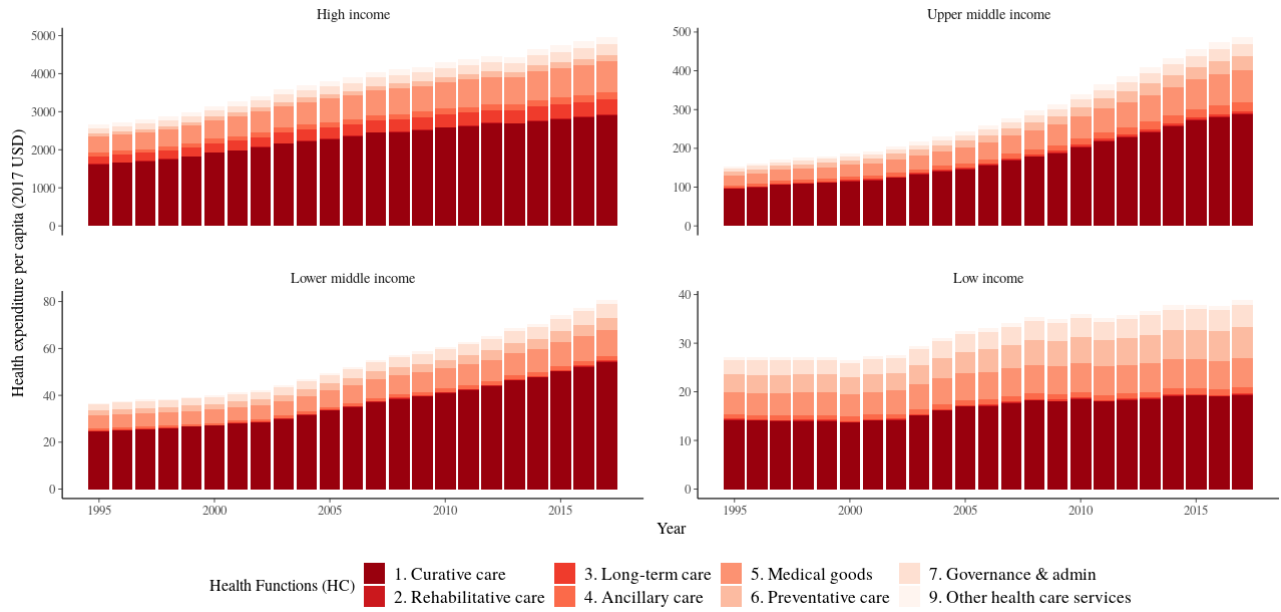 High income
Upper middle income
5000
4000
3000
2000
1000
0
500
400
300
200
100
0
Health expenditure per capita (2017 USD)
Lower middle income
Low income
80
60
40
20
0
40
30
20
10
0
1995 2000 2005 2010 2015
1995 2000 2005 2010 2015
Year
Health Functions (HC)
1. Curative care
2. Rehabilitative care
3. Long-term care
4. Ancillary care
5. Medical goods
6. Preventative care
7. Governance & admin
9. Other health care services